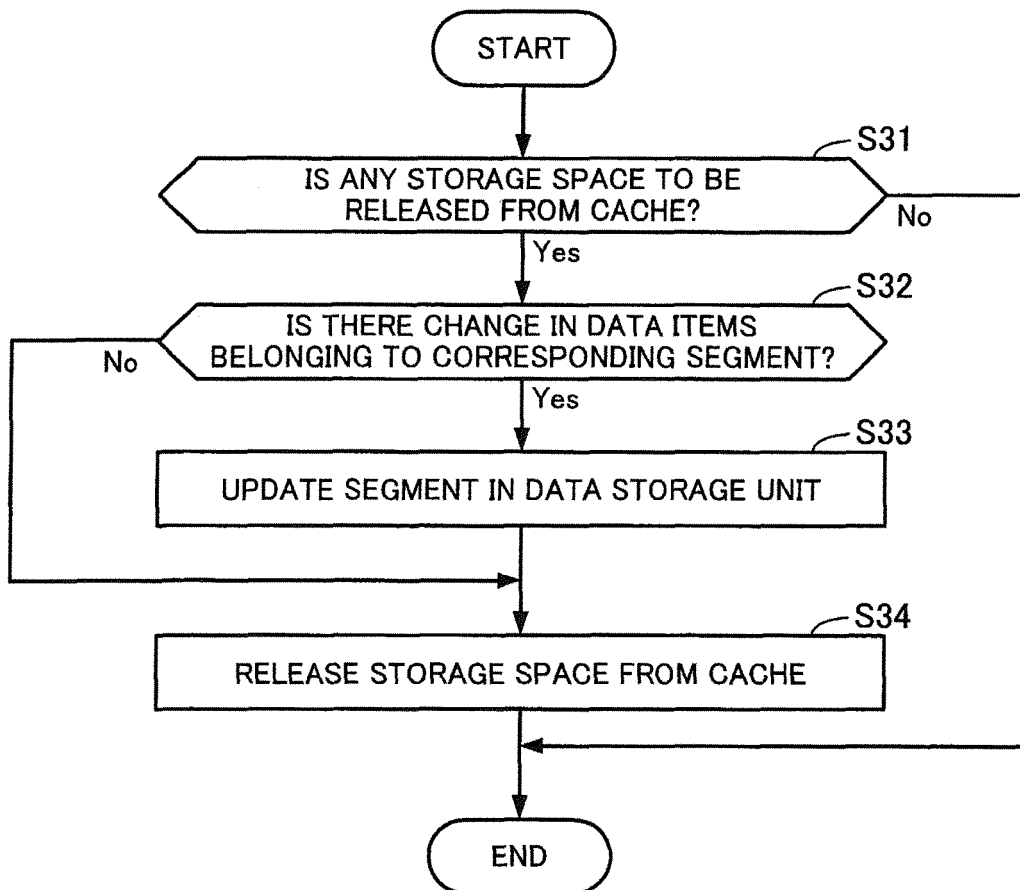 START
S31
IS ANY STORAGE SPACE TO BE
RELEASED FROM CACHE?
No
Yes
S32
IS THERE CHANGE IN DATA ITEMS
BELONGING TO CORRESPONDING SEGMENT?
No
Yes
S33
UPDATE SEGMENT IN DATA STORAGE UNIT
S34
RELEASE STORAGE SPACE FROM CACHE
END